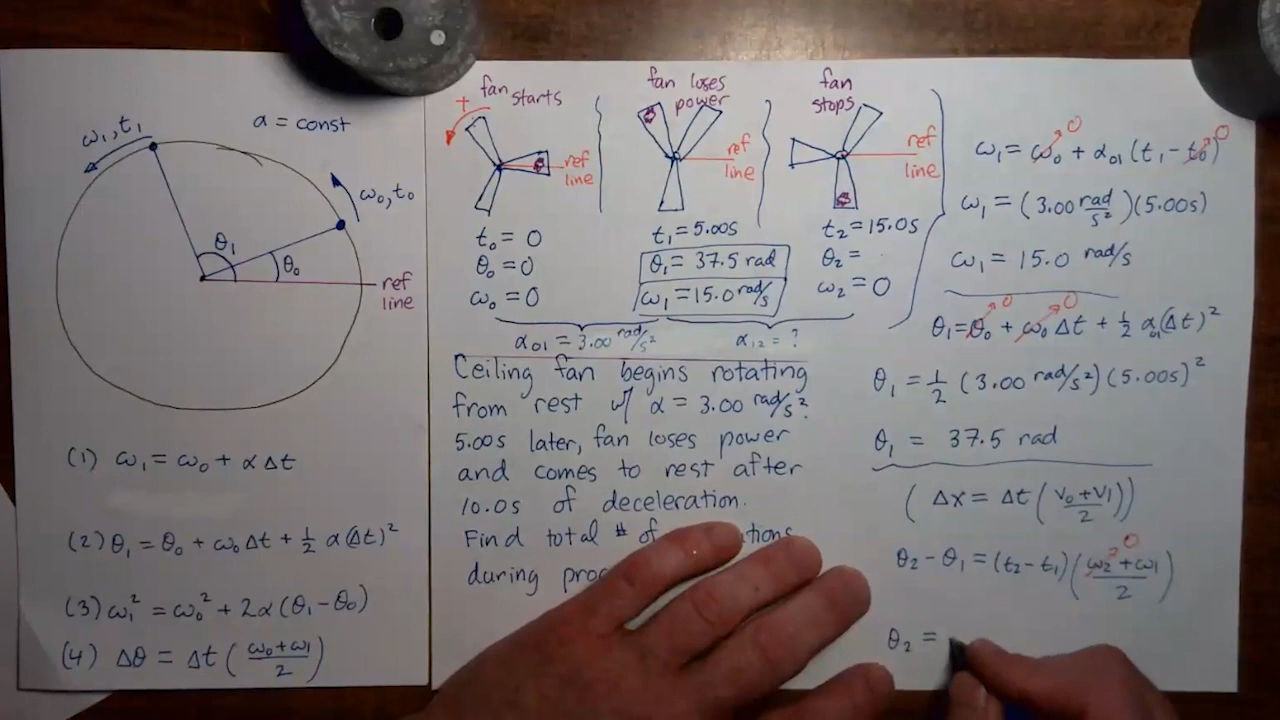 α = const
ω₁, t₁
ω₀, t₀
θ₁
θ₀
ref
line
(1) ω₁ = ω₀ + αΔt
(2) θ₁ = θ₀ + ω₀Δt + ½ α(Δt)²
(3) ω₁² = ω₀² + 2α(θ₁ - θ₀)
(4) Δθ = Δt (ω₀+ω₁/2)
fan starts
+
ref
line
t₀ = 0
θ₀ = 0
ω₀ = 0
fan loses
power
ref
line
t₁ = 5.00s
θ₁ = 37.5 rad
ω₁ = 15.0 rad/s
fan
stops
ref
line
t₂ = 15.0s
θ₂ =
ω₂ = 0
α₀₁ = 3.00 rad/s²
α₁₂ = ?
Ceiling fan begins rotating
from rest w/ α = 3.00 rad/s².
5.00s later, fan loses power
and comes to rest after
10.0s of deceleration.
Find total # of
during
ω₁ = ω₀ 0 + α₀₁ (t₁ - t₀ 0)
ω₁ = (3.00 rad/s²)(5.00s)
ω₁ = 15.0 rad/s
θ₁ = θ₀ 0 + ω₀ 0 Δt + ½ α₀₁(Δt)²
θ₁ = ½ (3.00 rad/s²)(5.00s)²
θ₁ = 37.5 rad
(Δx = Δt (v₀+v₁/2))
θ₂ - θ₁ = (t₂ - t₁) (ω₂ 0 + ω₁/2)
θ₂ =